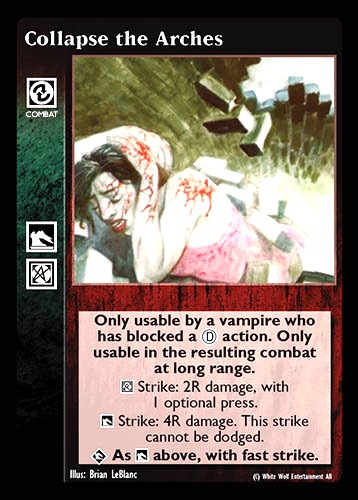 Collapse the Arches
COMBAT
Only usable by a vampire who
has blocked a D action. Only
usable in the resulting combat
at long range.
Strike: 2R damage, with
1 optional press.
Strike: 4R damage. This strike
cannot be dodged.
As above, with fast strike.
Illus: Brian LeBlanc
(C) White Wolf Entertainment AB